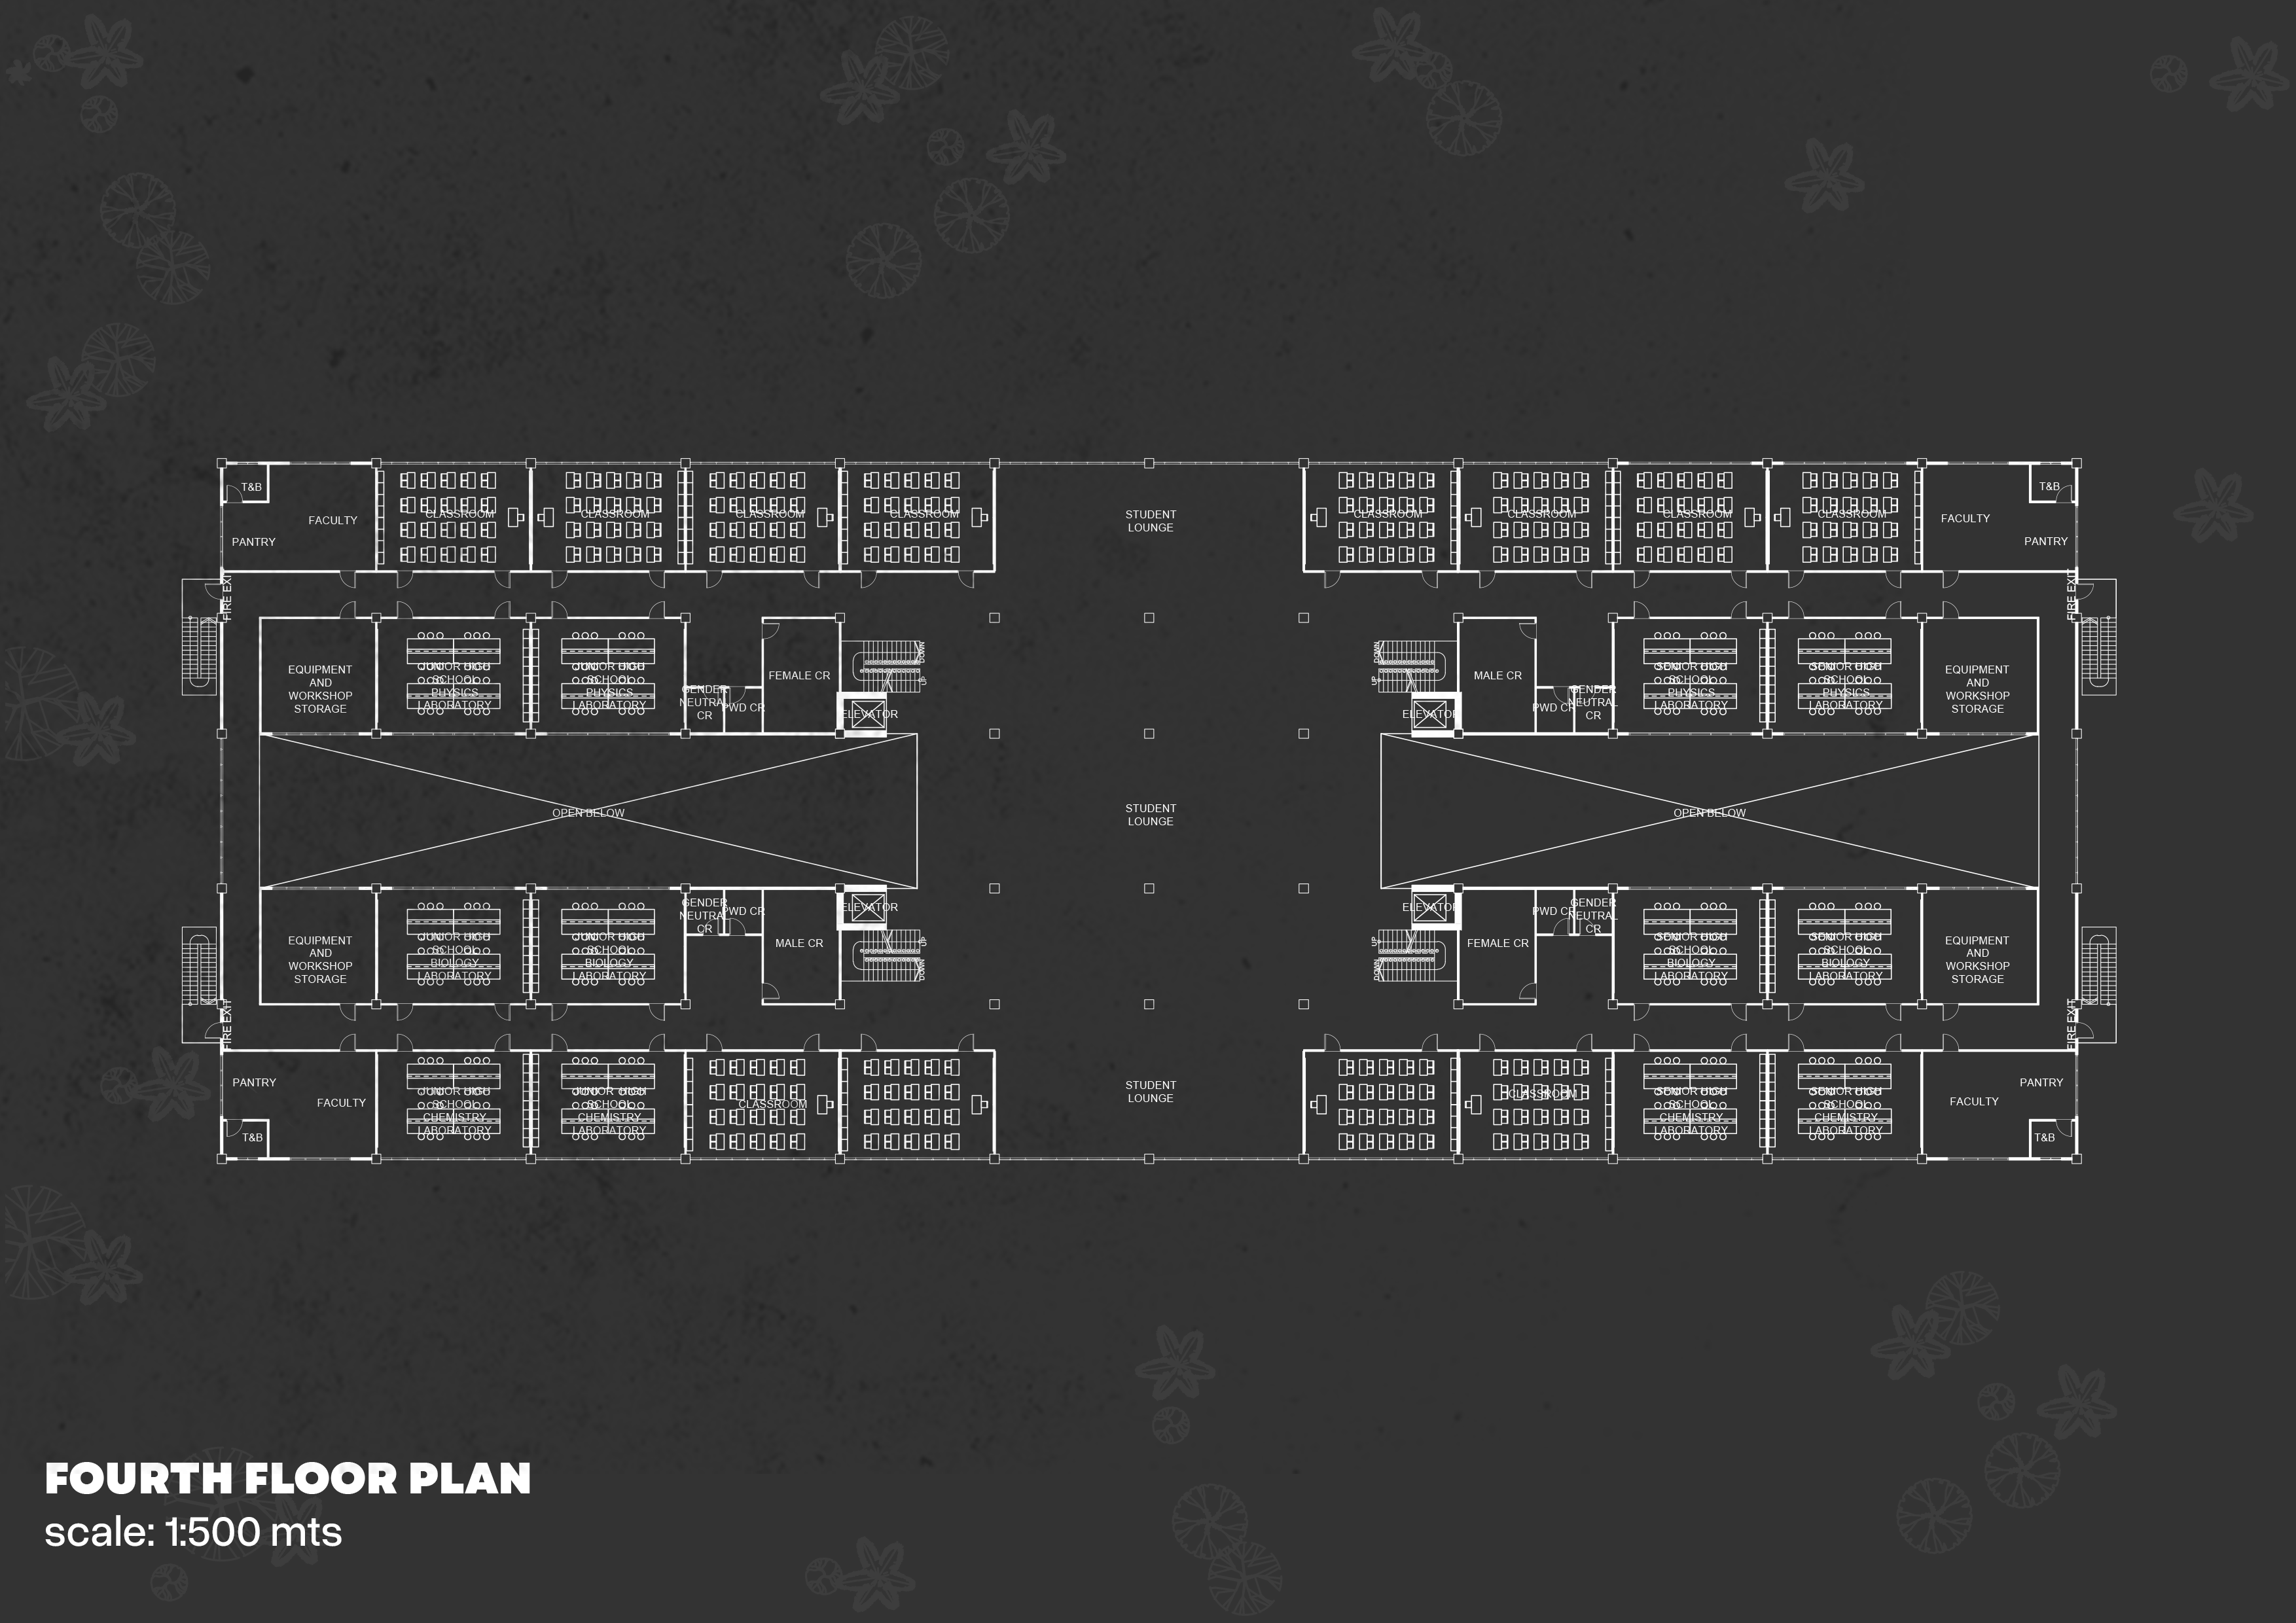 T&B
FACULTY
PANTRY
CLASSROOM
CLASSROOM
CLASSROOM
CLASSROOM
STUDENT
LOUNGE
CLASSROOM
CLASSROOM
CLASSROOM
CLASSROOM
FACULTY
T&B
PANTRY
FIRE EXIT
FIRE EXIT
EQUIPMENT
AND
WORKSHOP
STORAGE
JUNIOR HIGH
SCHOOL
PHYSICS
LABORATORY
JUNIOR HIGH
SCHOOL
PHYSICS
LABORATORY
GENDER
NEUTRAL
CR
PWD CR
FEMALE CR
DOWN
UP
ELEVATOR
DOWN
UP
ELEVATOR
MALE CR
PWD CR
GENDER
NEUTRAL
CR
SENIOR HIGH
SCHOOL
PHYSICS
LABORATORY
SENIOR HIGH
SCHOOL
PHYSICS
LABORATORY
EQUIPMENT
AND
WORKSHOP
STORAGE
OPEN BELOW
STUDENT
LOUNGE
OPEN BELOW
EQUIPMENT
AND
WORKSHOP
STORAGE
JUNIOR HIGH
SCHOOL
BIOLOGY
LABORATORY
JUNIOR HIGH
SCHOOL
BIOLOGY
LABORATORY
GENDER
NEUTRAL
CR
PWD CR
MALE CR
ELEVATOR
UP
DOWN
ELEVATOR
UP
DOWN
FEMALE CR
PWD CR
GENDER
NEUTRAL
CR
SENIOR HIGH
SCHOOL
BIOLOGY
LABORATORY
SENIOR HIGH
SCHOOL
BIOLOGY
LABORATORY
EQUIPMENT
AND
WORKSHOP
STORAGE
FIRE EXIT
FIRE EXIT
PANTRY
FACULTY
T&B
JUNIOR HIGH
SCHOOL
CHEMISTRY
LABORATORY
JUNIOR HIGH
SCHOOL
CHEMISTRY
LABORATORY
CLASSROOM
STUDENT
LOUNGE
CLASSROOM
SENIOR HIGH
SCHOOL
CHEMISTRY
LABORATORY
SENIOR HIGH
SCHOOL
CHEMISTRY
LABORATORY
PANTRY
FACULTY
T&B
FOURTH FLOOR PLAN
scale: 1:500 mts